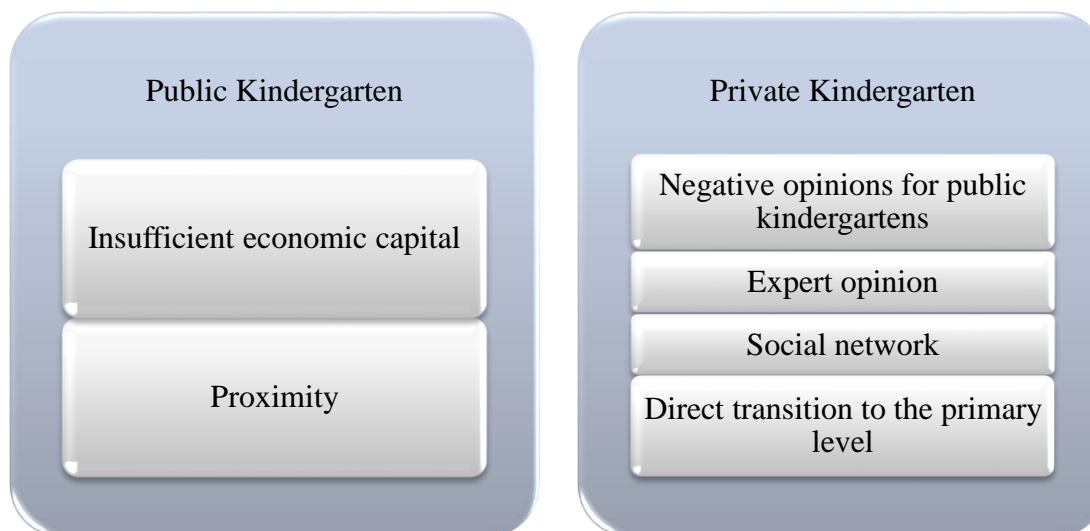 Public Kindergarten
Insufficient economic capital
Proximity
Private Kindergarten
Negative opinions for public
kindergartens
Expert opinion
Social network
Direct transition to the primary
level